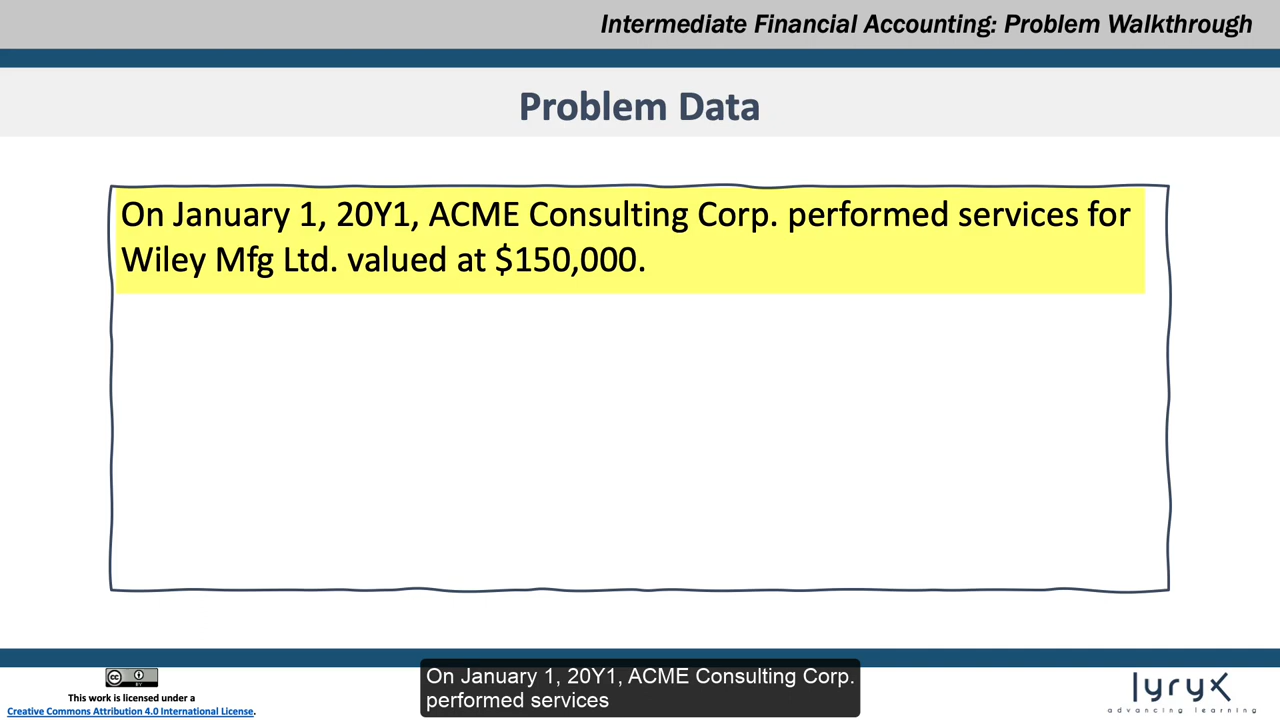 Intermediate Financial Accounting: Problem Walkthrough
Problem Data
On January 1, 20Y1, ACME Consulting Corp. performed services for
Wiley Mfg Ltd. valued at $150,000.
cc BY
This work is licensed under a
Creative Commons Attribution 4.0 International License.
On January 1, 20Y1, ACME Consulting Corp.
performed services
lyryx
advancing learning